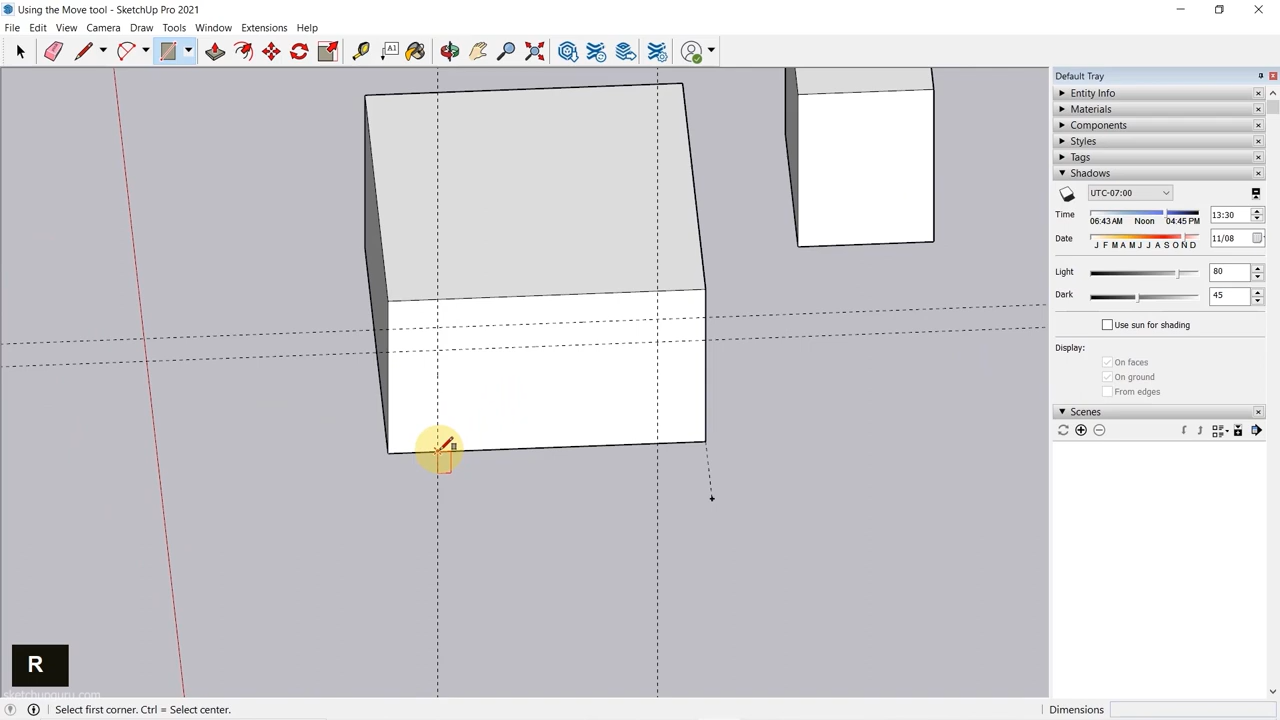 Using the Move tool - SketchUp Pro 2021
File Edit View Camera Draw Tools Window Extensions Help
A1
Default Tray
Entity Info
Materials
Components
Styles
Tags
Shadows
UTC-07:00
Time 13:30
06:43 AM Noon 04:45 PM
Date 11/08
J F M A M J J A S O N D
Light 80
Dark 45
Use sun for shading
Display:
On faces
On ground
From edges
Scenes
R
sketchupguru.com
Select first corner. Ctrl = Select center.
Dimensions